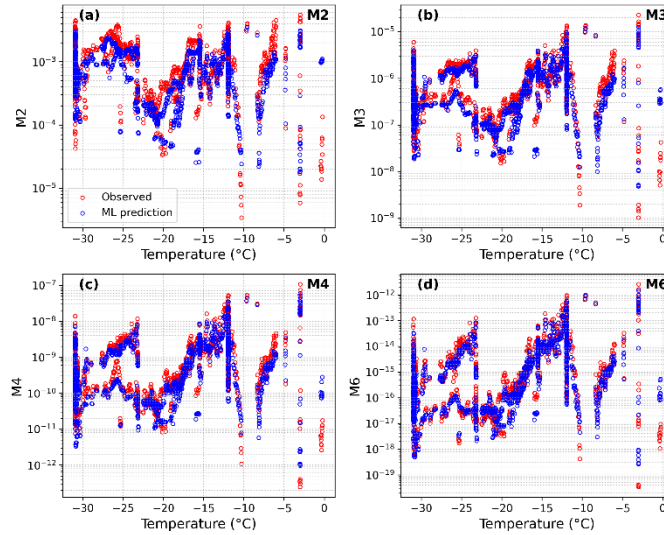 (a) M2
M2
10⁻³
10⁻⁴
10⁻⁵
Observed
ML prediction
−30 −25 −20 −15 −10 −5 0
Temperature (°C)
(b) M3
M3
10⁻⁵
10⁻⁶
10⁻⁷
10⁻⁸
10⁻⁹
−30 −25 −20 −15 −10 −5 0
Temperature (°C)
(c) M4
M4
10⁻⁷
10⁻⁸
10⁻⁹
10⁻¹⁰
10⁻¹¹
10⁻¹²
−30 −25 −20 −15 −10 −5 0
Temperature (°C)
(d) M6
M6
10⁻¹²
10⁻¹³
10⁻¹⁴
10⁻¹⁵
10⁻¹⁶
10⁻¹⁷
10⁻¹⁸
10⁻¹⁹
−30 −25 −20 −15 −10 −5 0
Temperature (°C)